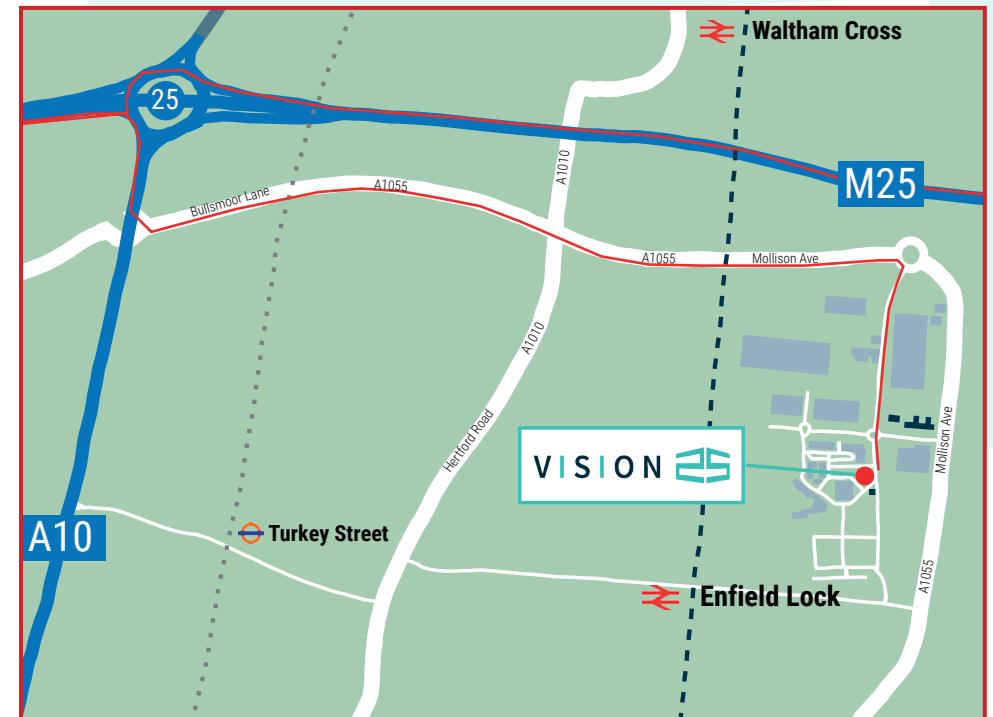 Waltham Cross
25
A1010
M25
A1055
Bullsmoor Lane
A1055
Mollison Ave
A1010
Hertford Road
Mollison Ave
VISION 25
A10
Turkey Street
A1055
Enfield Lock